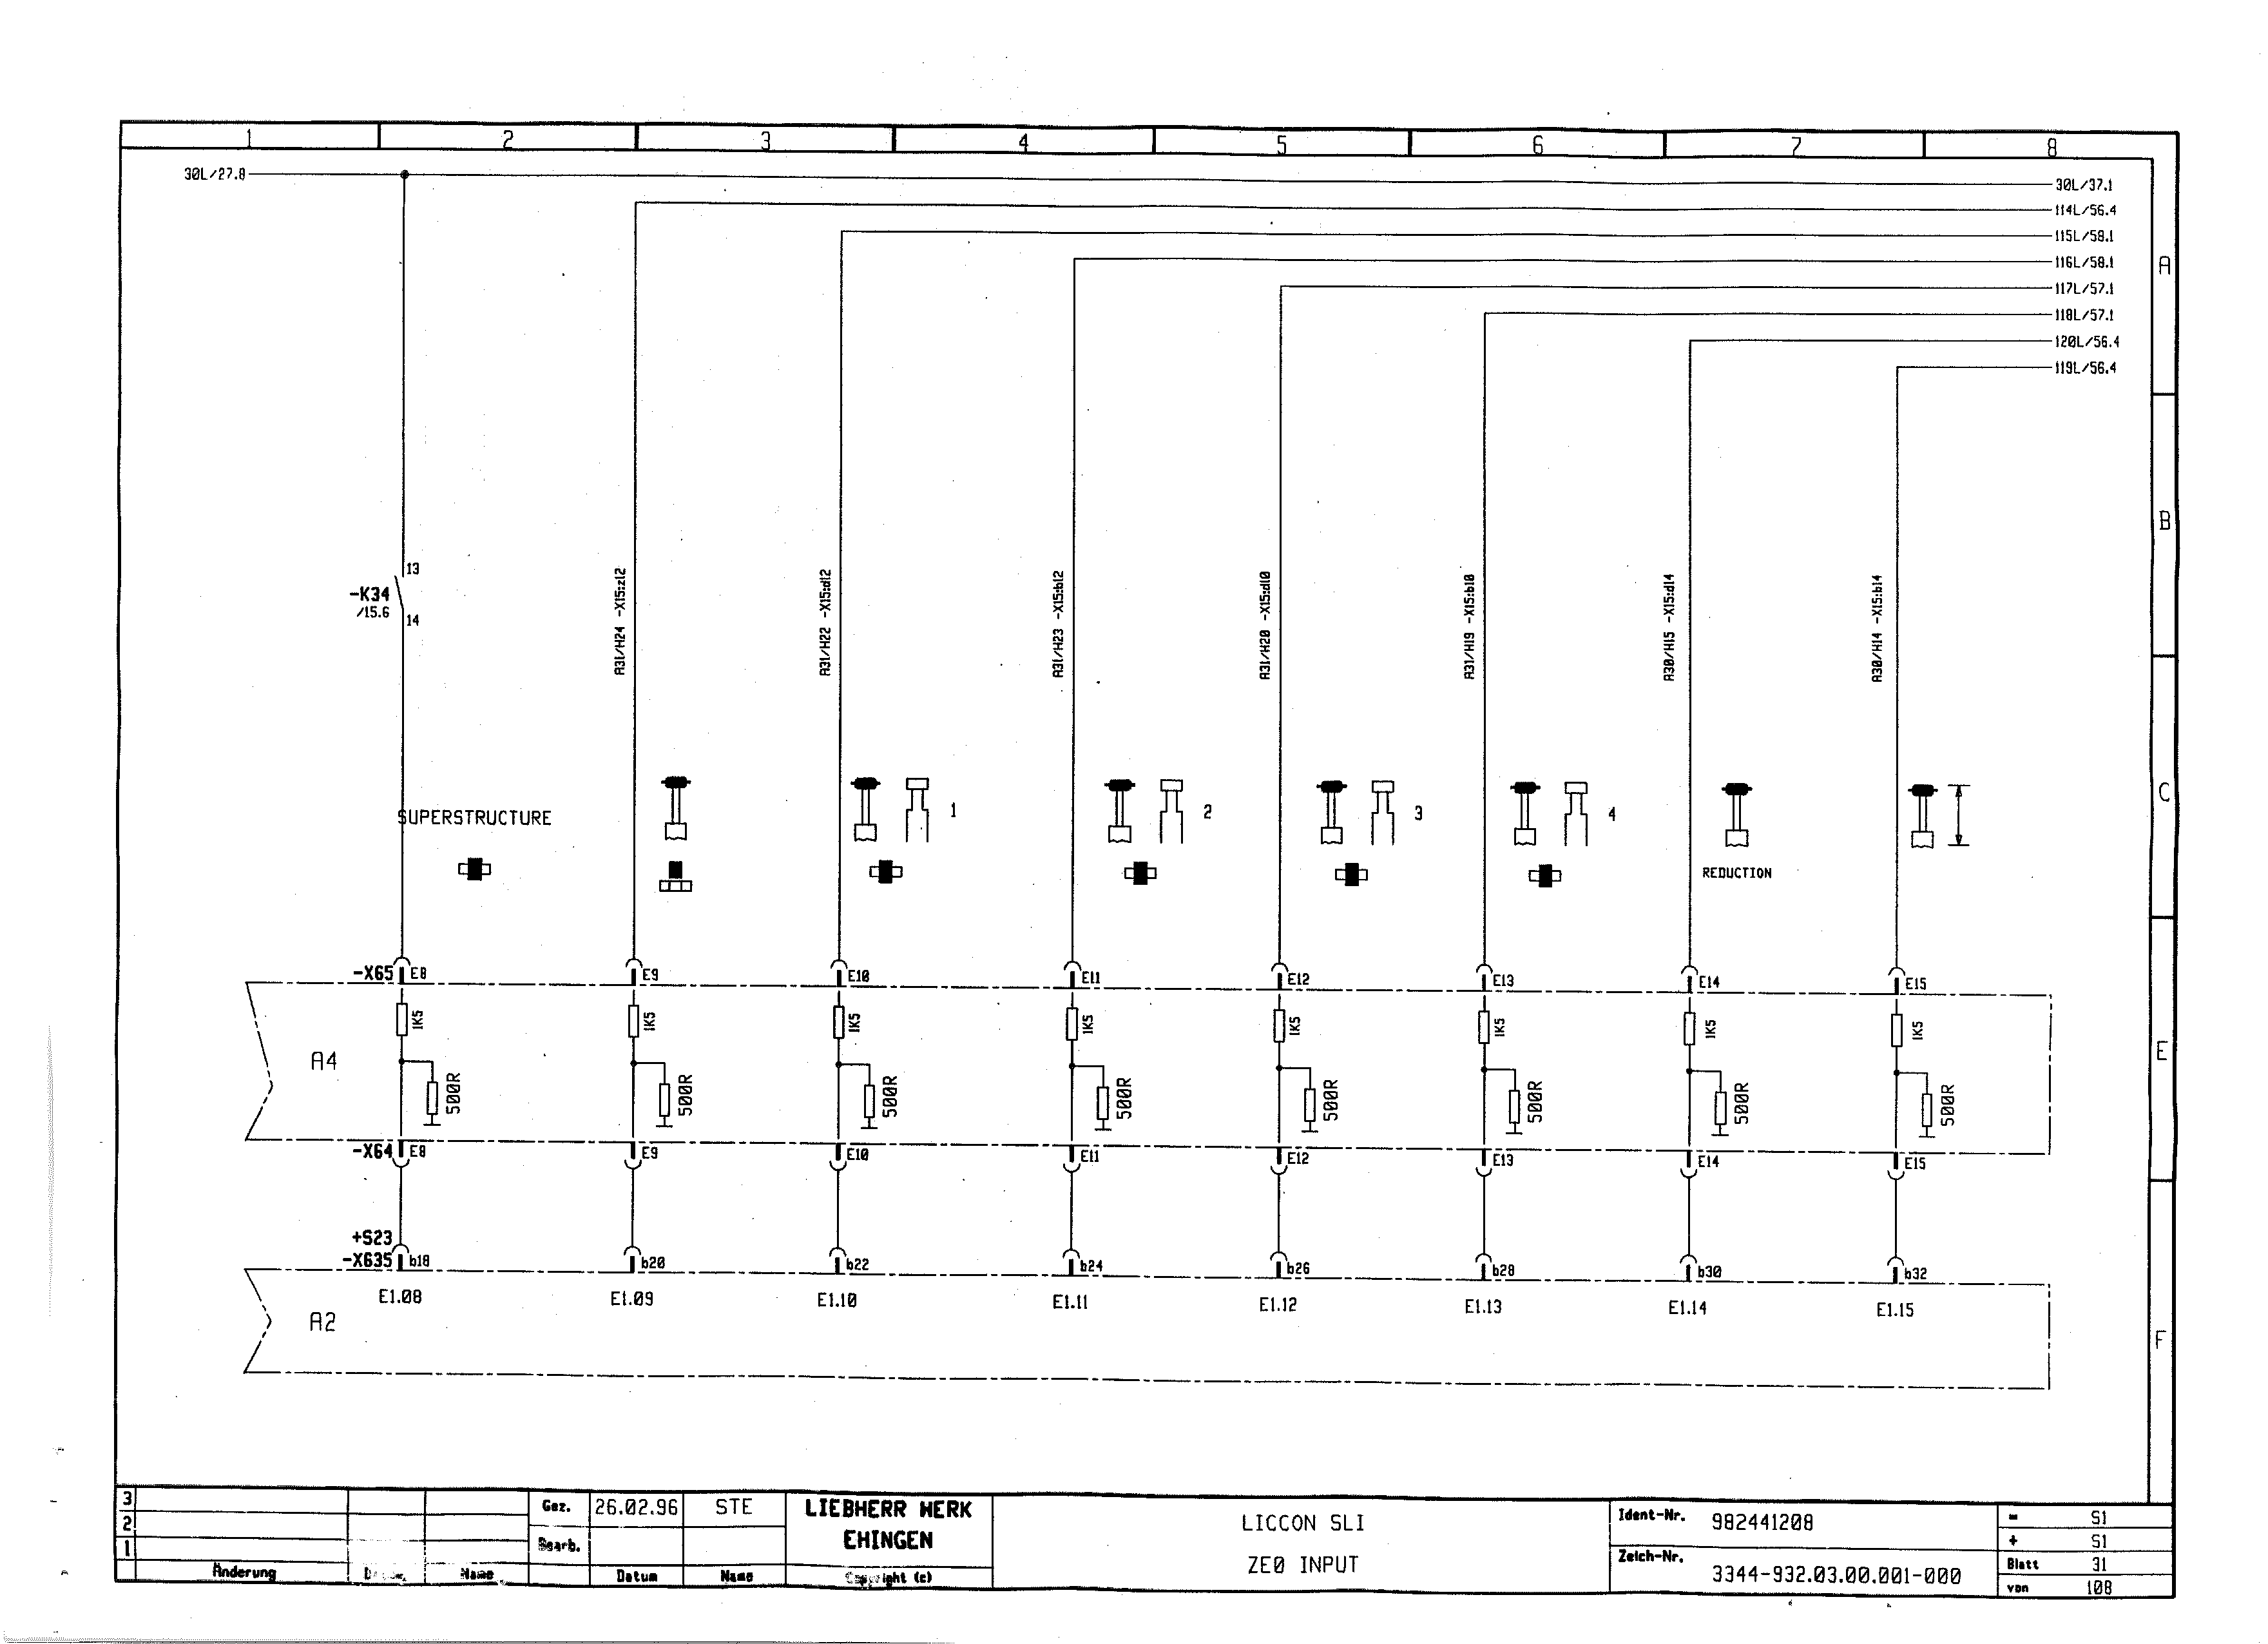 1 2 3 4 5 6 7 8
30L/27.8
30L/37.1
114L/56.4
115L/58.1
116L/58.1
117L/57.1
118L/57.1
120L/56.4
119L/56.4
A
B
C
E
F
-K34
/15.6
13
14
A31/H24 -X15:z12
A31/H22 -X15:d12
A31/H23 -X15:b12
A31/H20 -X15:d10
A31/H19 -X15:b10
A30/H15 -X15:d14
A30/H14 -X15:b14
SUPERSTRUCTURE
1
2
3
4
REDUCTION
-X65 E8 E9 E10 E11 E12 E13 E14 E15
1K5 1K5 1K5 1K5 1K5 1K5 1K5 1K5
A4
500R 500R 500R 500R 500R 500R 500R 500R
-X64 E8 E9 E10 E11 E12 E13 E14 E15
+S23
-X635 b18 b20 b22 b24 b26 b28 b30 b32
E1.08 E1.09 E1.10 E1.11 E1.12 E1.13 E1.14 E1.15
A2
3
2
1
Änderung
Name
Gez. 26.02.96 STE
Bearb.
Datum Name
LIEBHERR WERK
EHINGEN
Copyright (c)
LICCON SLI
ZE0 INPUT
Ident-Nr. 982441208
Zeich-Nr. 3344-932.03.00.001-000
= S1
+ S1
Blatt 31
von 108